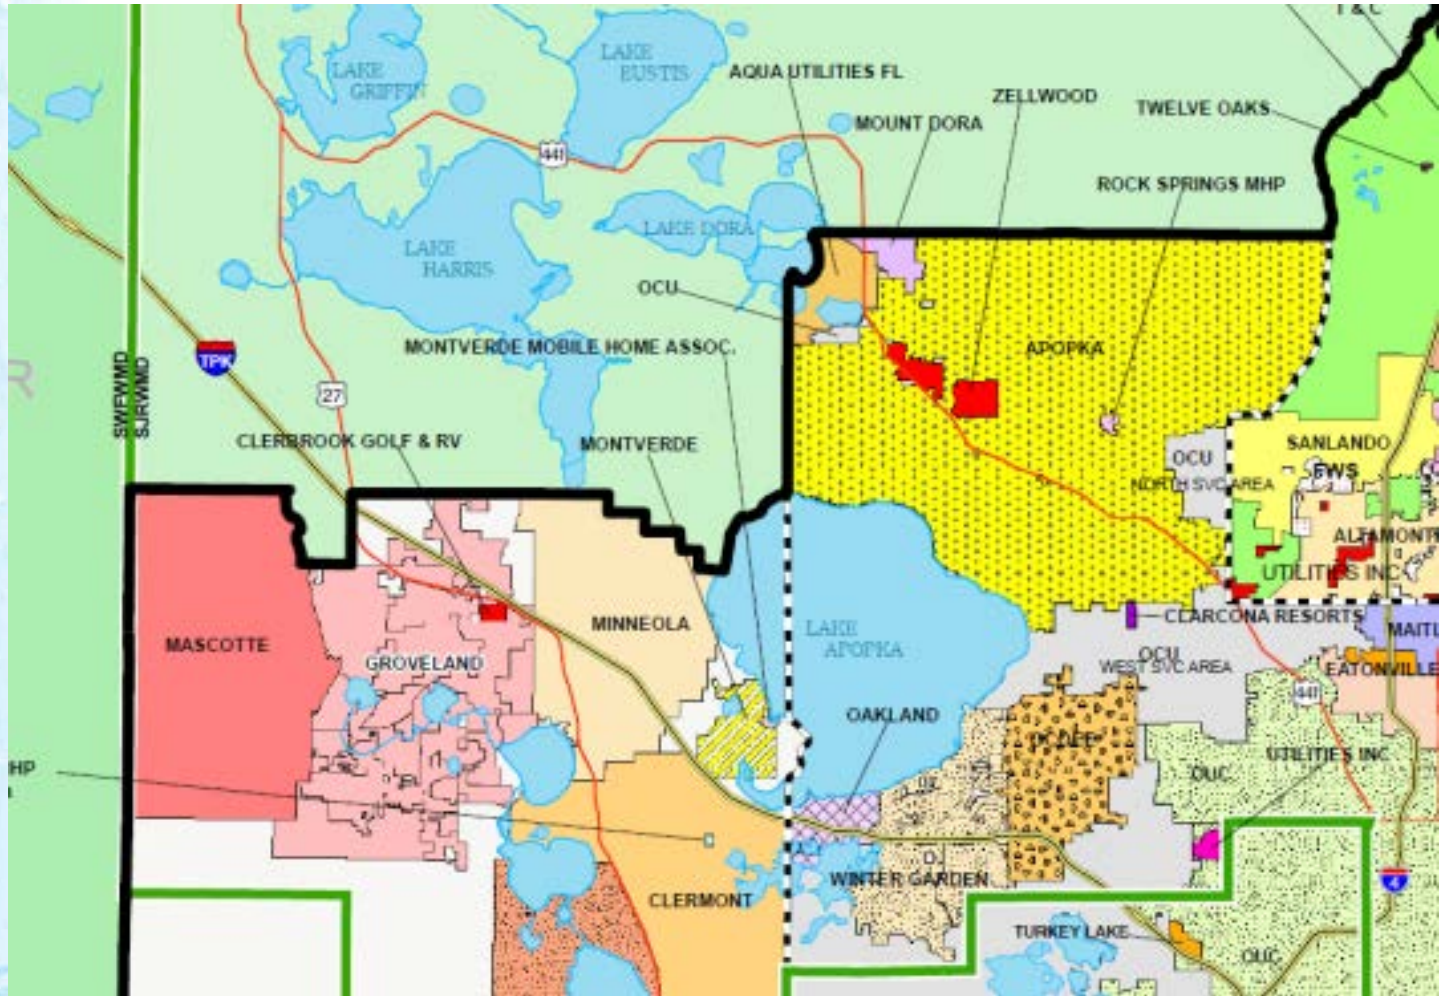 T & C
LAKE
EUSTIS
LAKE
GRIFFIN
AQUA UTILITIES FL
ZELLWOOD
TWELVE OAKS
MOUNT DORA
441
ROCK SPRINGS MHP
LAKE DORA
LAKE
HARRIS
OCU
MONTVERDE MOBILE HOME ASSOC.
APOPKA
TPK
R
SWFWMD
SJRWMD
27
CLERBROOK GOLF & RV
MONTVERDE
SANLANDO
OCU
NORTH SVC AREA
ALTAMONTE
UTILITIES INC
CLARCONA RESORTS
MINNEOLA
MAITL
MASCOTTE
LAKE
APOPKA
OCU
WEST SVC AREA
GROVELAND
EATONVILLE
441
OAKLAND
OCOEE
UTILITIES INC
HP
OUC
WINTER GARDEN
4
CLERMONT
TURKEY LAKE
OUC